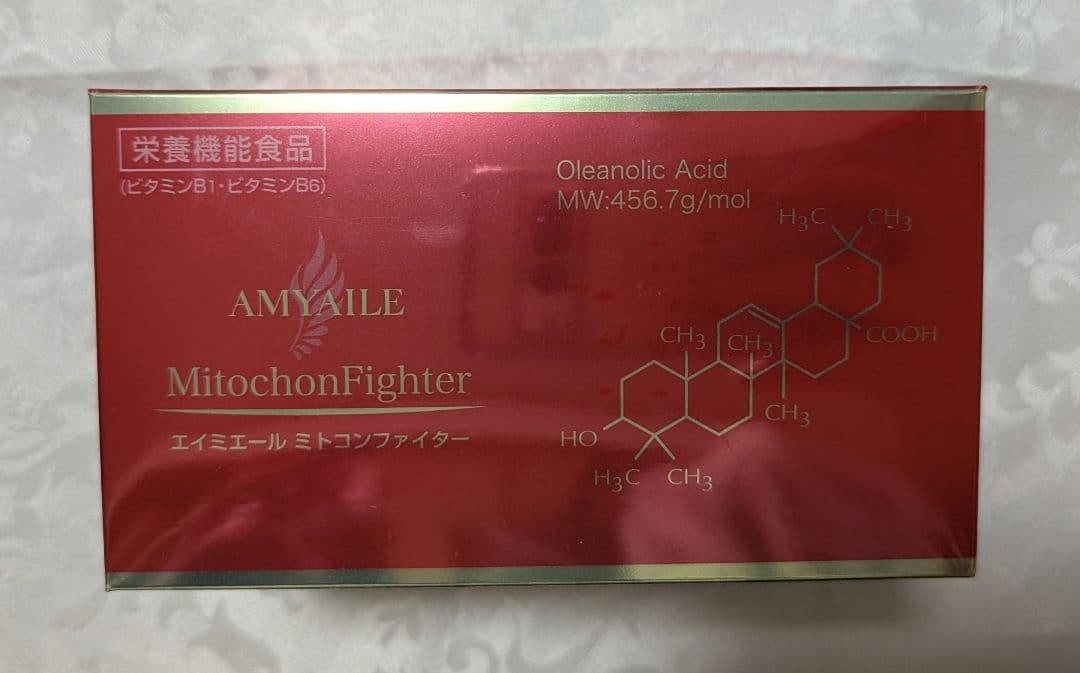 栄養機能食品
(ビタミンB1・ビタミンB6)
AMYAILE
MitochonFighter
エイミエール ミトコンファイター
Oleanolic Acid
MW:456.7g/mol
H3C CH3
CH3 CH3 COOH
CH3
HO
H3C CH3